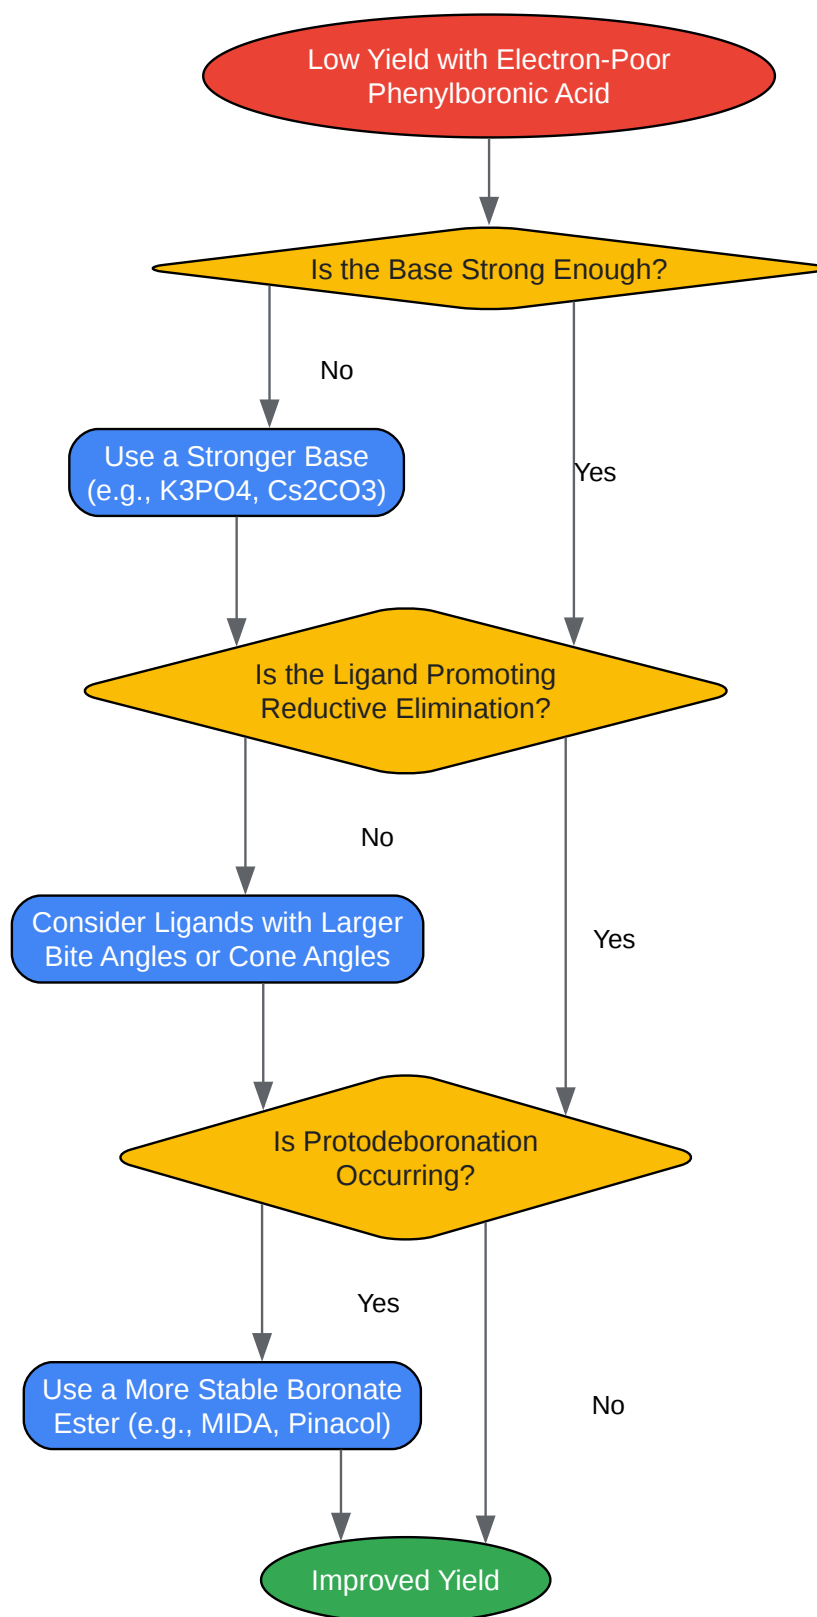 Low Yield with Electron-Poor
Phenylboronic Acid
Is the Base Strong Enough?
No
Use a Stronger Base
(e.g., K3PO4, Cs2CO3)
Yes
Is the Ligand Promoting
Reductive Elimination?
No
Consider Ligands with Larger
Bite Angles or Cone Angles
Yes
Is Protodeboronation
Occurring?
Yes
Use a More Stable Boronate
Ester (e.g., MIDA, Pinacol)
No
Improved Yield